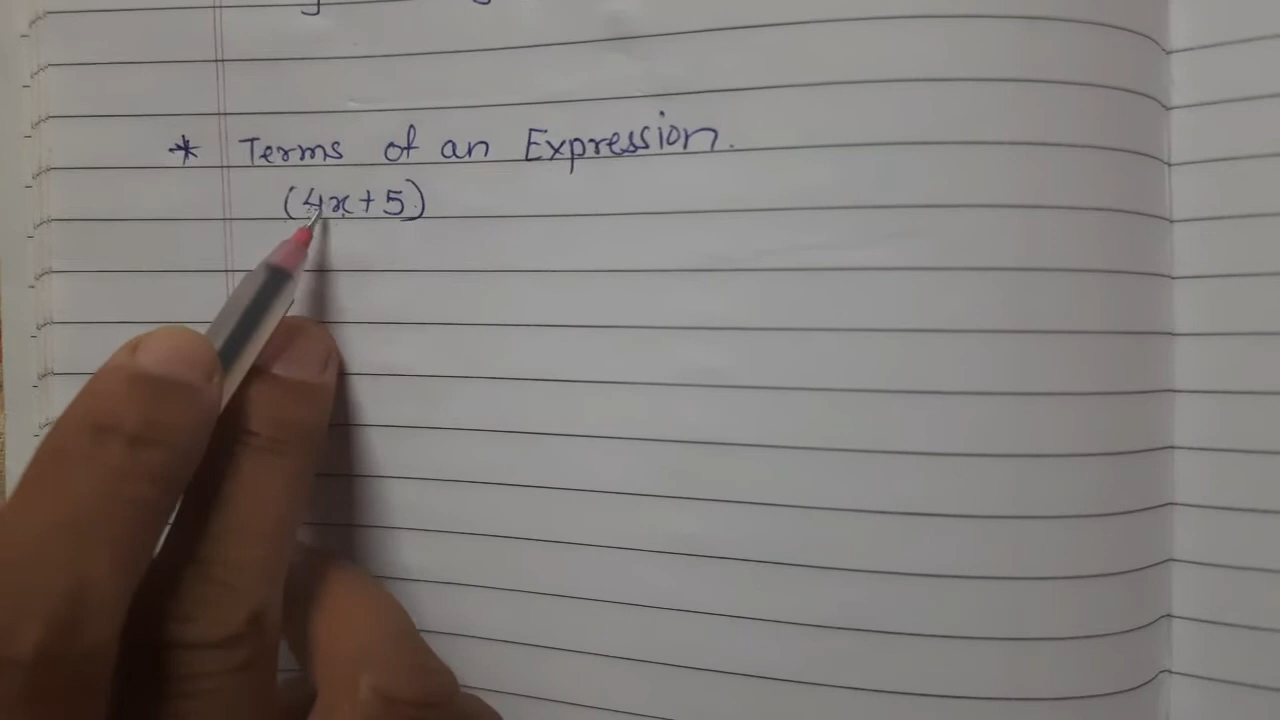 * Terms of an Expression.
(4x+5)